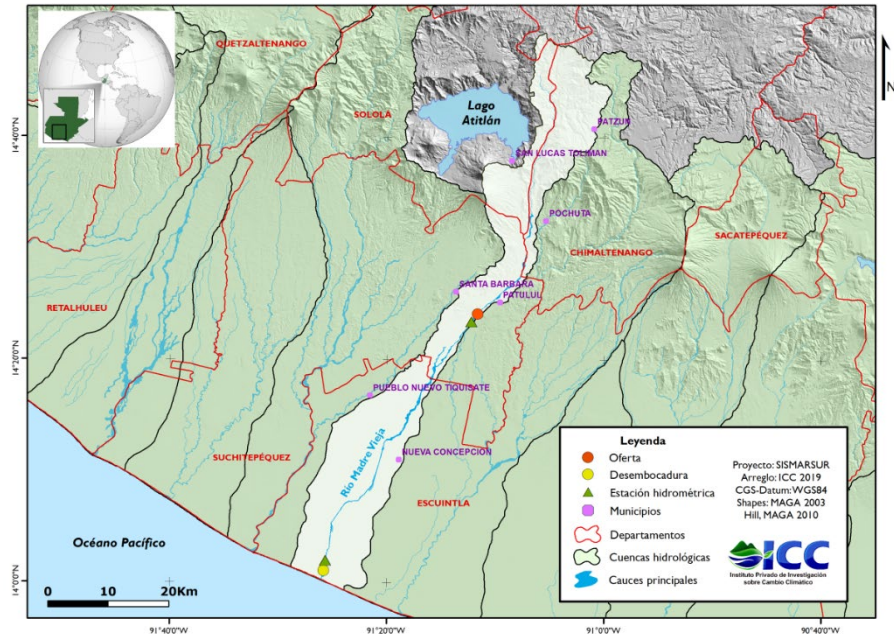 QUETZALTENANGO
SOLOLA
Lago
Atitlán
PATZUN
SAN LUCAS TOLIMAN
POCHUTA
CHIMALTENANGO
SACATEPÉQUEZ
RETALHULEU
SANTA BARBARA
PATULUL
PUEBLO NUEVO TIQUISATE
SUCHITEPÉQUEZ
Río Madre Vieja
NUEVA CONCEPCION
ESCUINTLA
Océano Pacífico
N
14°40'0"N
14°20'0"N
14°0'0"N
0 10 20Km
91°40'0"W 91°20'0"W 91°0'0"W 90°40'0"W
Leyenda
Oferta
Desembocadura
Estación hidrométrica
Municipios
Departamentos
Cuencas hidrológicas
Cauces principales
Proyecto: SISMARSUR
Arreglo: ICC 2019
CGS-Datum: WGS84
Shapes: MAGA 2003
Hill, MAGA 2010
ICC
Instituto Privado de Investigación
sobre Cambio Climático